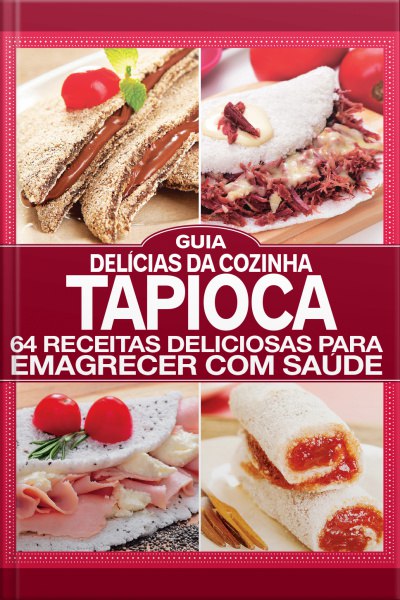 GUIA
DELÍCIAS DA COZINHA
TAPIOCA
64 RECEITAS DELICIOSAS PARA
EMAGRECER COM SAÚDE